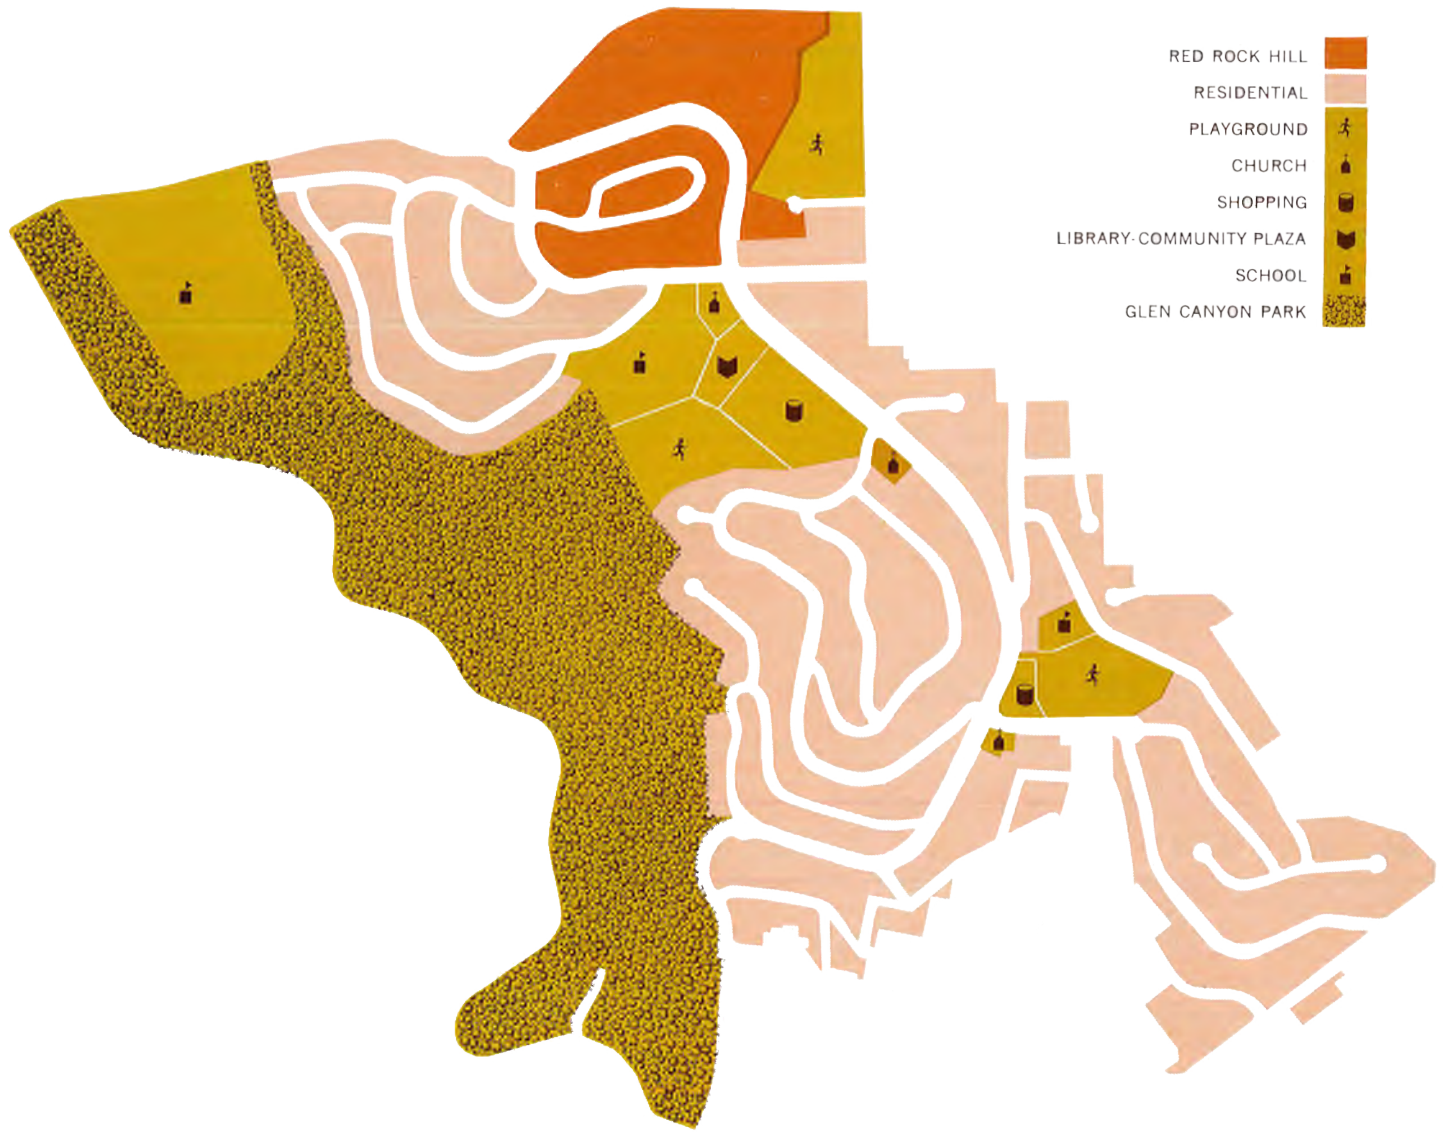 RED ROCK HILL
RESIDENTIAL
PLAYGROUND
CHURCH
SHOPPING
LIBRARY-COMMUNITY PLAZA
SCHOOL
GLEN CANYON PARK